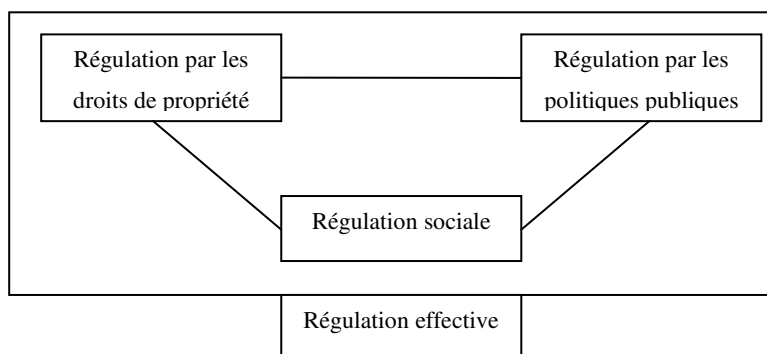 Régulation par les
droits de propriété
Régulation par les
politiques publiques
Régulation sociale
Régulation effective